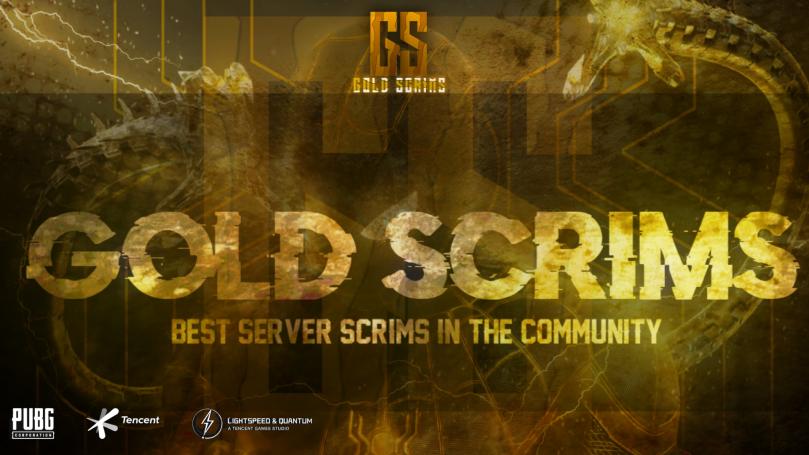 GS
GOLD SCRIMS
GOLD SCRIMS
BEST SERVER SCRIMS IN THE COMMUNITY
PUBG
CORPORATION
Tencent
LIGHTSPEED & QUANTUM
A TENCENT GAMES STUDIO